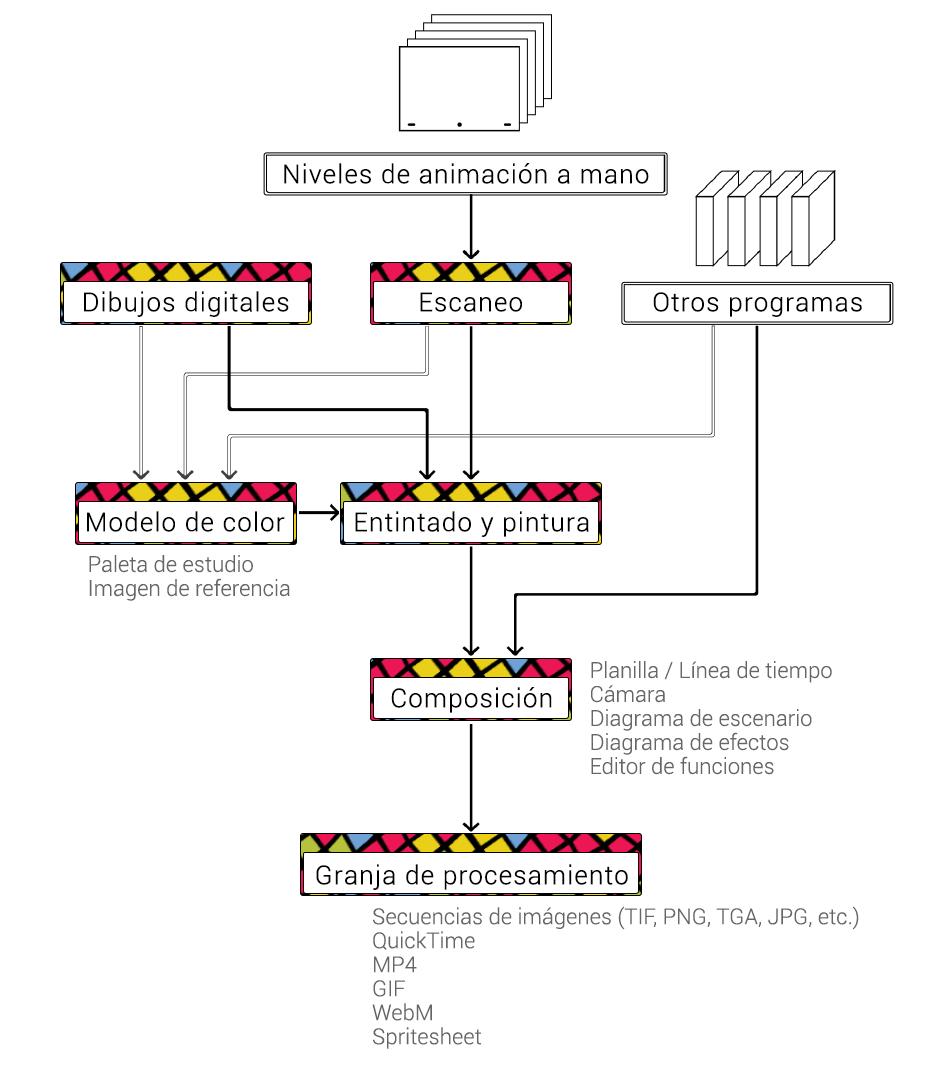 Niveles de animación a mano
Dibujos digitales
Escaneo
Otros programas
Modelo de color
Paleta de estudio
Imagen de referencia
Entintado y pintura
Composición
Planilla / Línea de tiempo
Cámara
Diagrama de escenario
Diagrama de efectos
Editor de funciones
Granja de procesamiento
Secuencias de imágenes (TIF, PNG, TGA, JPG, etc.)
QuickTime
MP4
GIF
WebM
Spritesheet